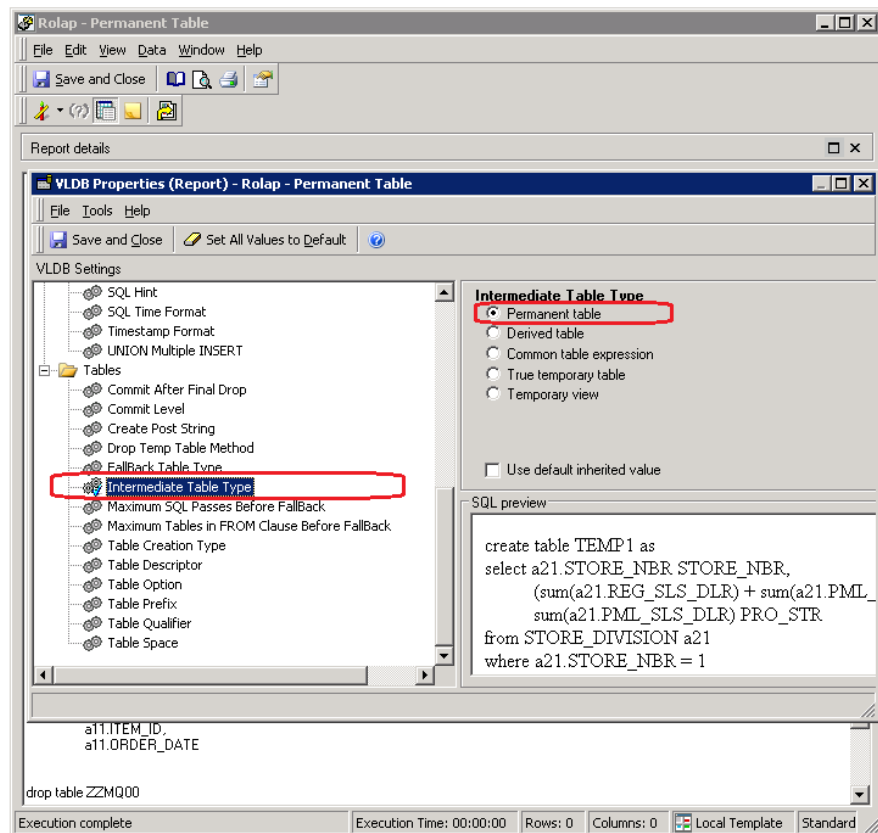 Rolap - Permanent Table
File Edit View Data Window Help
Save and Close
Report details
VLDB Properties (Report) - Rolap - Permanent Table
File Tools Help
Save and Close Set All Values to Default
VLDB Settings
SQL Hint
SQL Time Format
Timestamp Format
UNION Multiple INSERT
Tables
Commit After Final Drop
Commit Level
Create Post String
Drop Temp Table Method
FallBack Table Type
Intermediate Table Type
Maximum SQL Passes Before FallBack
Maximum Tables in FROM Clause Before FallBack
Table Creation Type
Table Descriptor
Table Option
Table Prefix
Table Qualifier
Table Space
Intermediate Table Type
Permanent table
Derived table
Common table expression
True temporary table
Temporary view
Use default inherited value
SQL preview
create table TEMP1 as
select a21.STORE_NBR STORE_NBR,
(sum(a21.REG_SLS_DLR) + sum(a21.PML_
sum(a21.PML_SLS_DLR) PRO_STR
from STORE_DIVISION a21
where a21.STORE_NBR = 1
a11.ITEM_ID,
a11.ORDER_DATE
drop table ZZMQ00
Execution complete Execution Time: 00:00:00 Rows: 0 Columns: 0 Local Template Standard